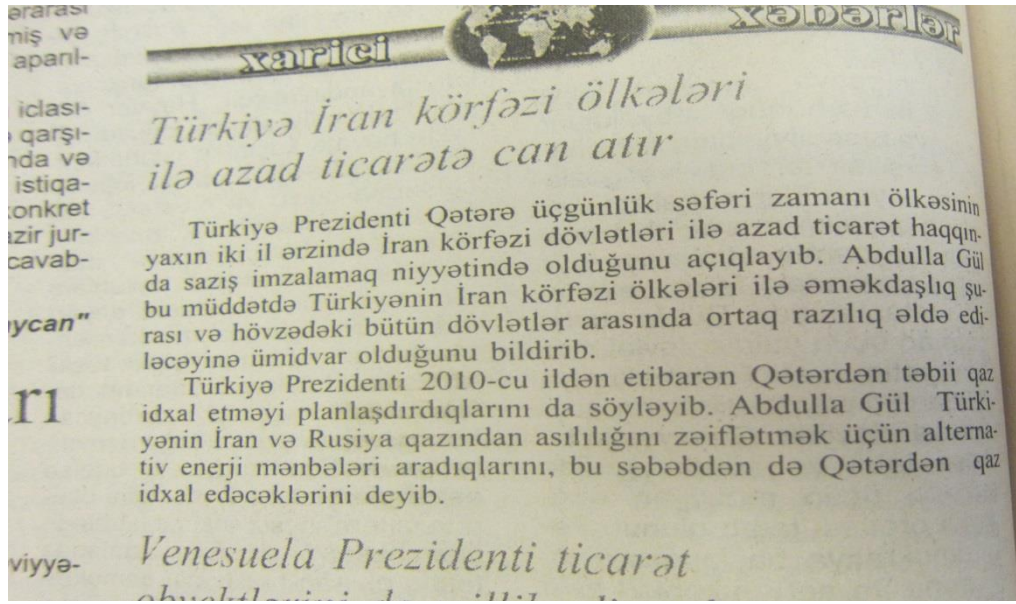 miş və
aparıl-
iclası-
qarşı-
və
istiqa-
konkret
jur-
cavab-
xarici xəbərlər
Türkiyə İran körfəzi ölkələri
ilə azad ticarətə can atır
Türkiyə Prezidenti Qətərə üçgünlük səfəri zamanı ölkəsinin
yaxın iki il ərzində İran körfəzi dövlətləri ilə azad ticarət haqqın-
da saziş imzalamaq niyyətində olduğunu açıqlayıb. Abdulla Gül
bu müddətdə Türkiyənin İran körfəzi ölkələri ilə əməkdaşlıq şu-
rası və hövzədəki bütün dövlətlər arasında ortaq razılıq əldə edi-
ləcəyinə ümidvar olduğunu bildirib.
Türkiyə Prezidenti 2010-cu ildən etibarən Qətərdən təbii qaz
idxal etməyi planlaşdırdıqlarını da söyləyib. Abdulla Gül Türki-
yənin İran və Rusiya qazından asılılığını zəiflətmək üçün alterna-
tiv enerji mənbələri aradıqlarını, bu səbəbdən də Qətərdən qaz
idxal edəcəklərini deyib.
Venesuela Prezidenti ticarət